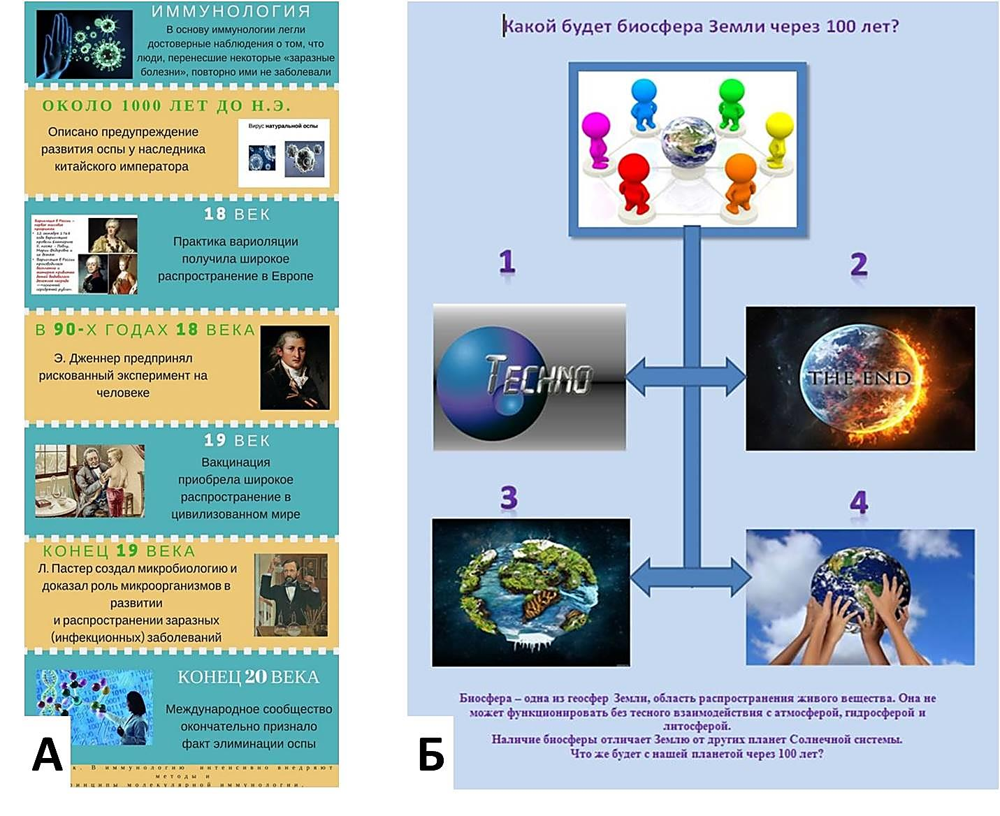 ИММУНОЛОГИЯ
В основу иммунологии легли
достоверные наблюдения о том, что
люди, перенесшие некоторые «заразные
болезни», повторно ими не заболевали
ОКОЛО 1000 ЛЕТ ДО Н.Э.
Описано предупреждение
развития оспы у наследника
китайского императора
Вирус натуральной оспы
18 ВЕК
Практика вариоляции
получила широкое
распространение в Европе
В 90-Х ГОДАХ 18 ВЕКА
Э. Дженнер предпринял
рискованный эксперимент на
человеке
19 ВЕК
Вакцинация
приобрела широкое
распространение в
цивилизованном мире
КОНЕЦ 19 ВЕКА
Л. Пастер создал микробиологию и
доказал роль микроорганизмов в
развитии
и распространении заразных
(инфекционных) заболеваний
КОНЕЦ 20 ВЕКА
Международное сообщество
окончательно признало
факт элиминации оспы
к. В иммунологию интенсивно внедряют
методы и
молекулярной иммунологии.
А
Какой будет биосфера Земли через 100 лет?
1
2
TECHNO
THE END
3
4
Биосфера – одна из геосфер Земли, область распространения живого вещества. Она не
может функционировать без тесного взаимодействия с атмосферой, гидросферой и
литосферой.
Наличие биосферы отличает Землю от других планет Солнечной системы.
Что же будет с нашей планетой через 100 лет?
Б